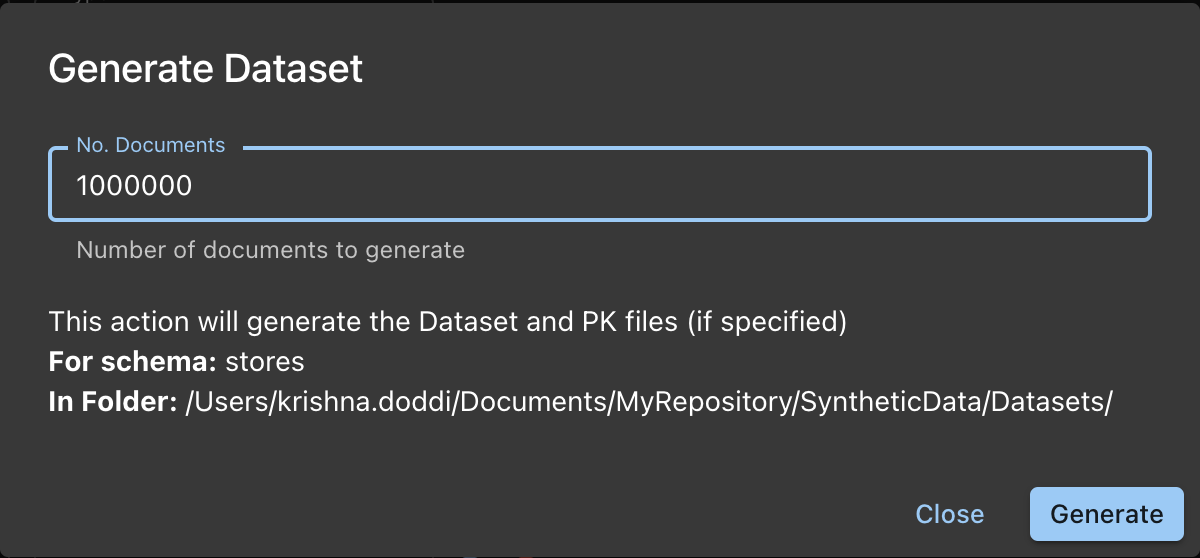 Generate Dataset
No. Documents
1000000
Number of documents to generate
This action will generate the Dataset and PK files (if specified)
For schema: stores
In Folder: /Users/krishna.doddi/Documents/MyRepository/SyntheticData/Datasets/
Close
Generate